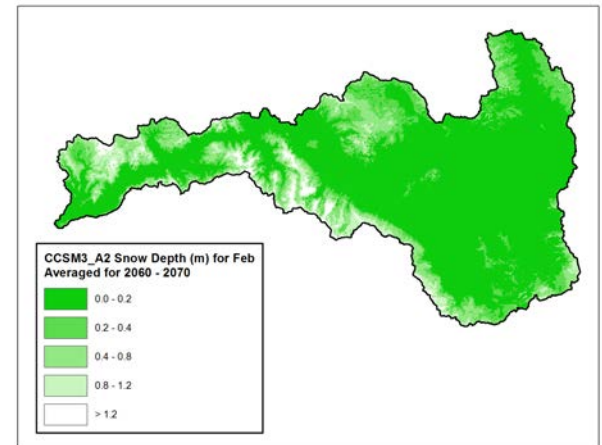 CCSM3_A2 Snow Depth (m) for Feb
Averaged for 2060 - 2070
0.0 - 0.2
0.2 - 0.4
0.4 - 0.8
0.8 - 1.2
> 1.2